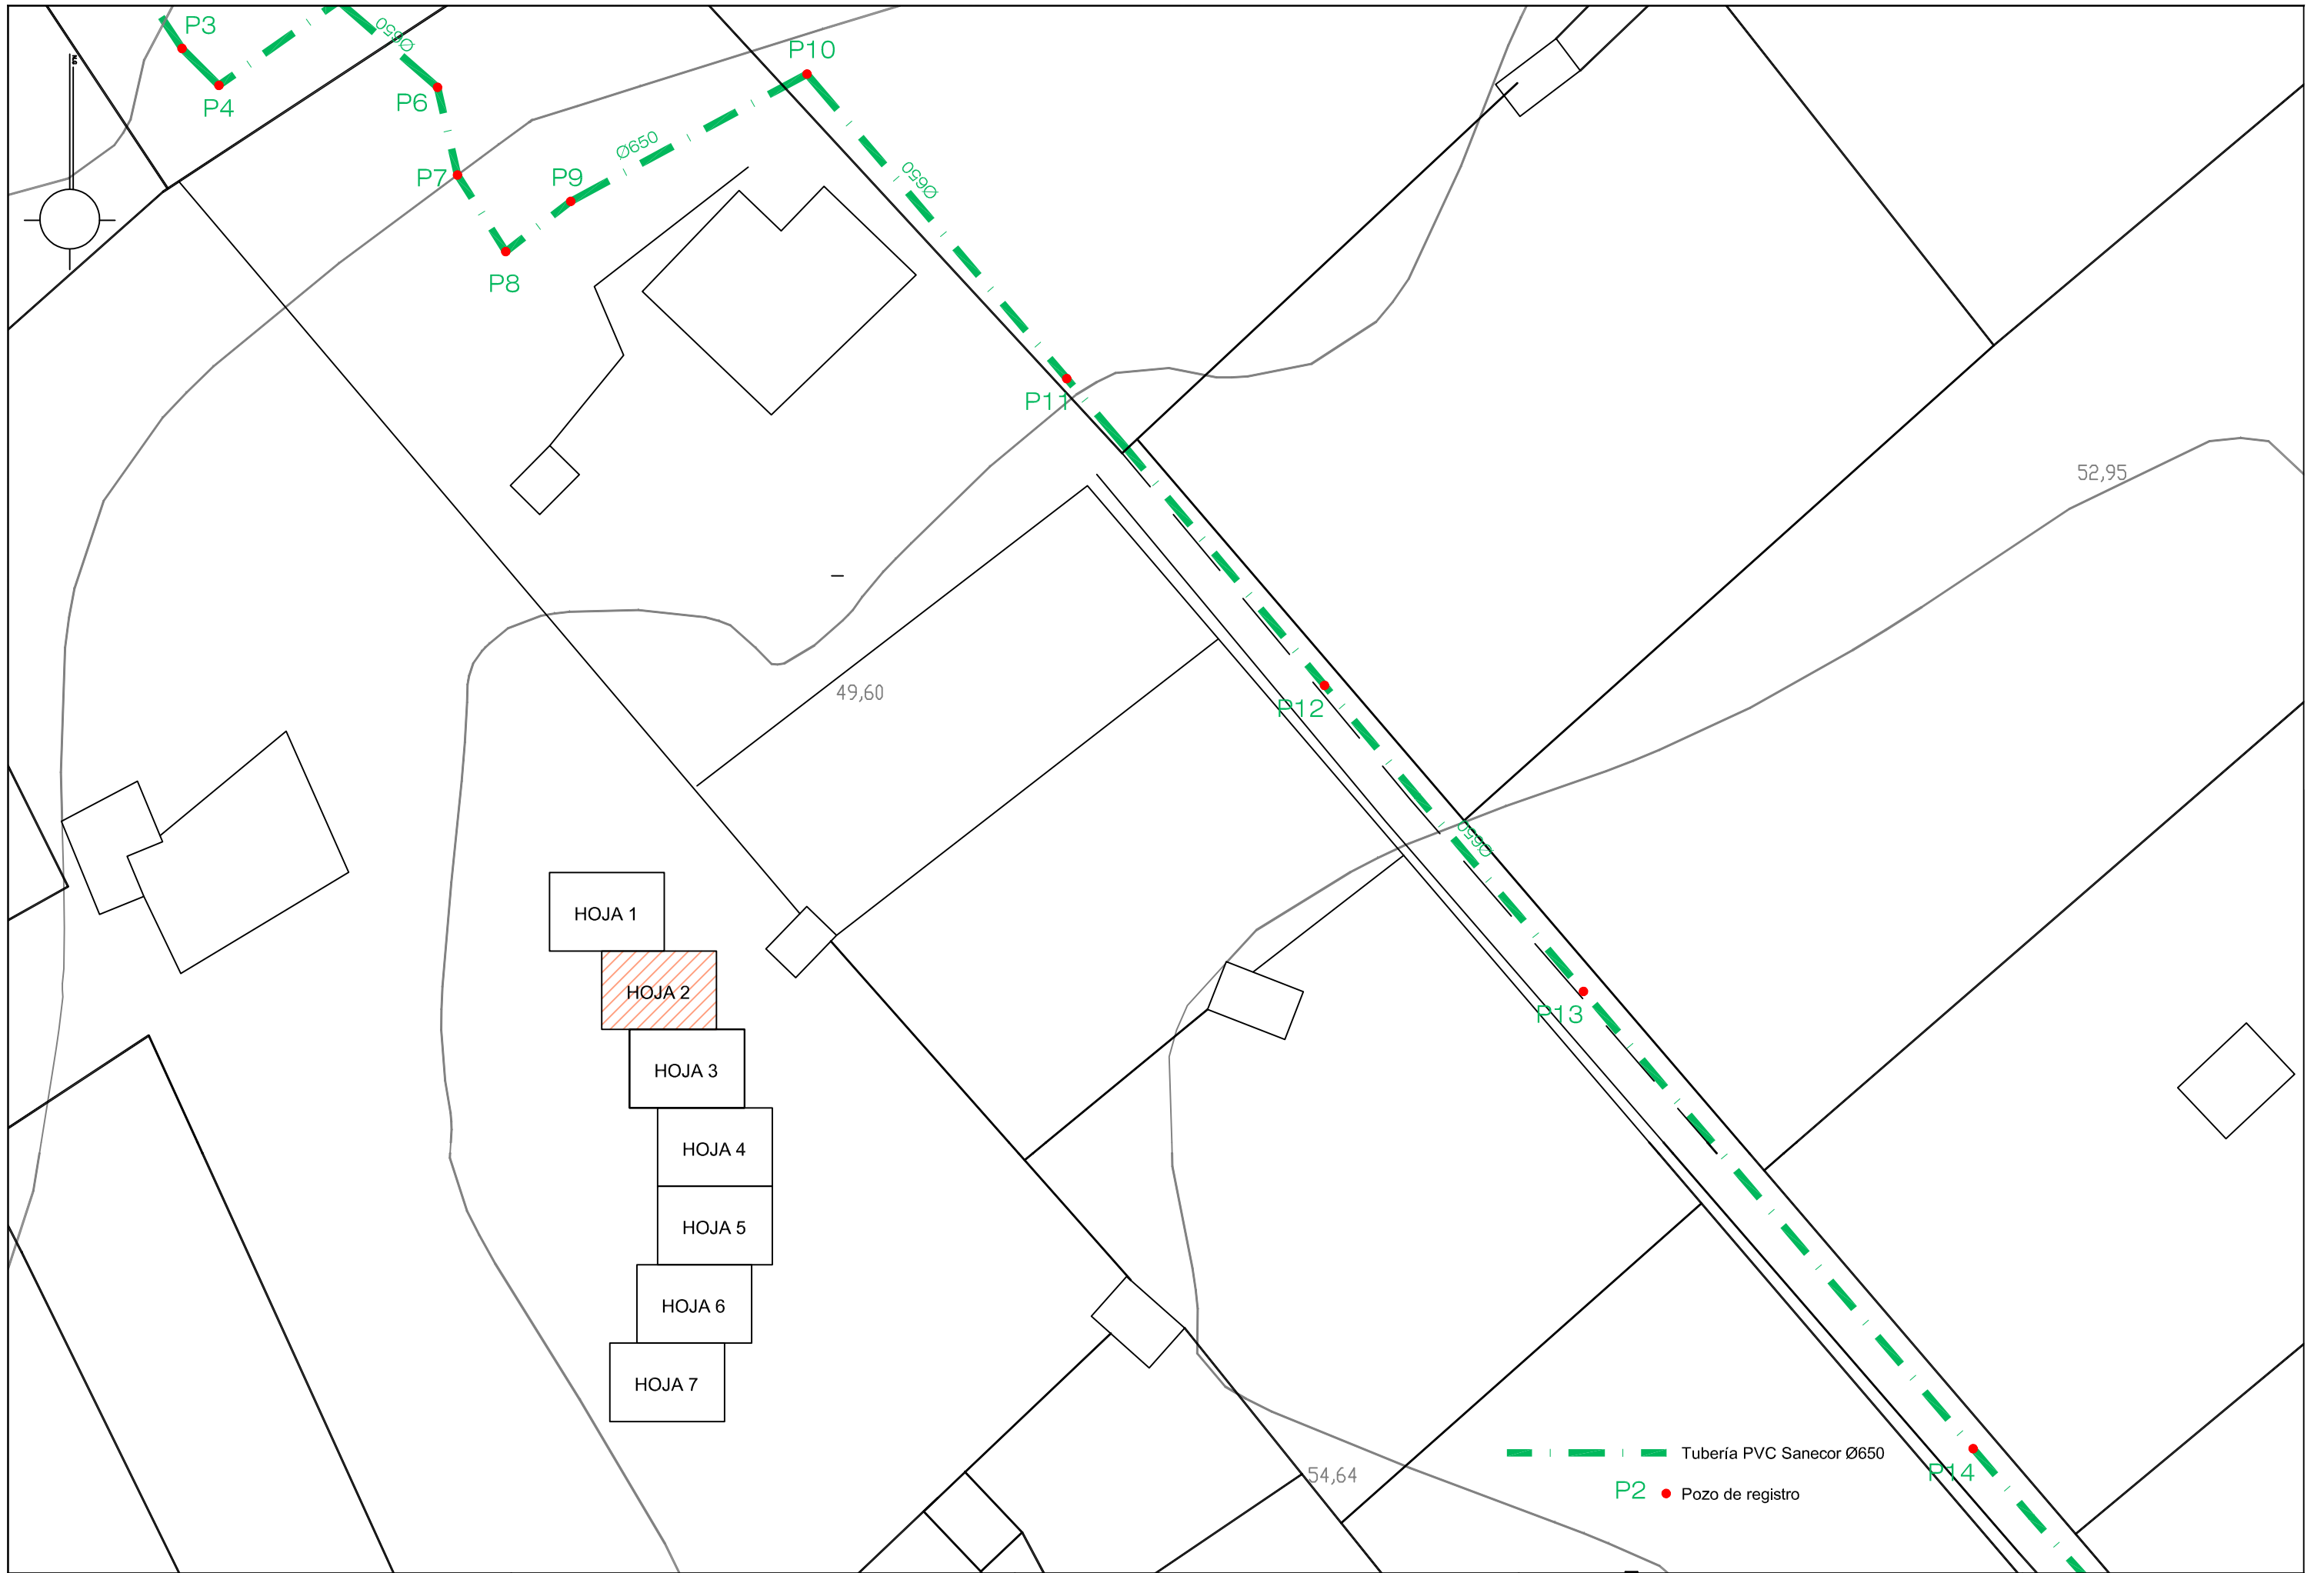 P3
Ø650
P10
P4
P6
Ø650
P7
P9
Ø650
P8
P11
52,95
49,60
P12
Ø650
HOJA 1
HOJA 2
P13
HOJA 3
HOJA 4
HOJA 5
HOJA 6
HOJA 7
Tubería PVC Sanecor Ø650
54,64
P14
P2
Pozo de registro